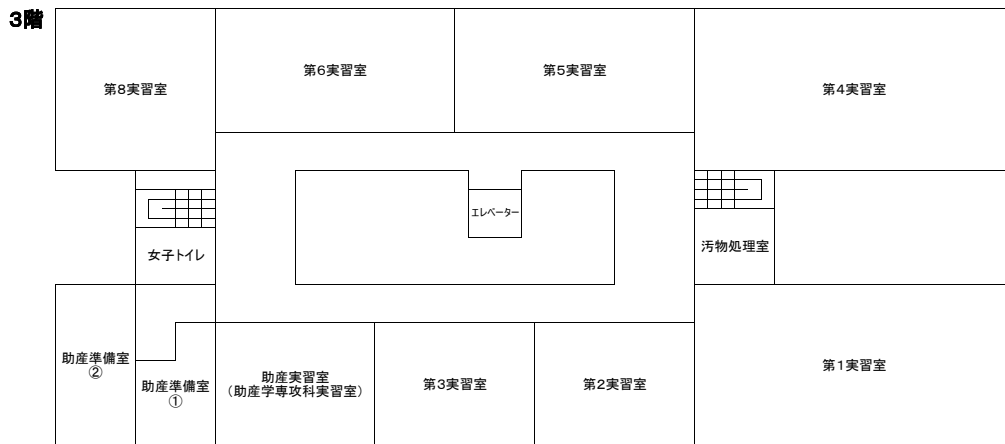 3階
第8実習室
第6実習室
第5実習室
第4実習室
エレベーター
女子トイレ
汚物処理室
助産準備室
②
助産準備室
①
助産実習室
(助産学専攻科実習室)
第3実習室
第2実習室
第1実習室